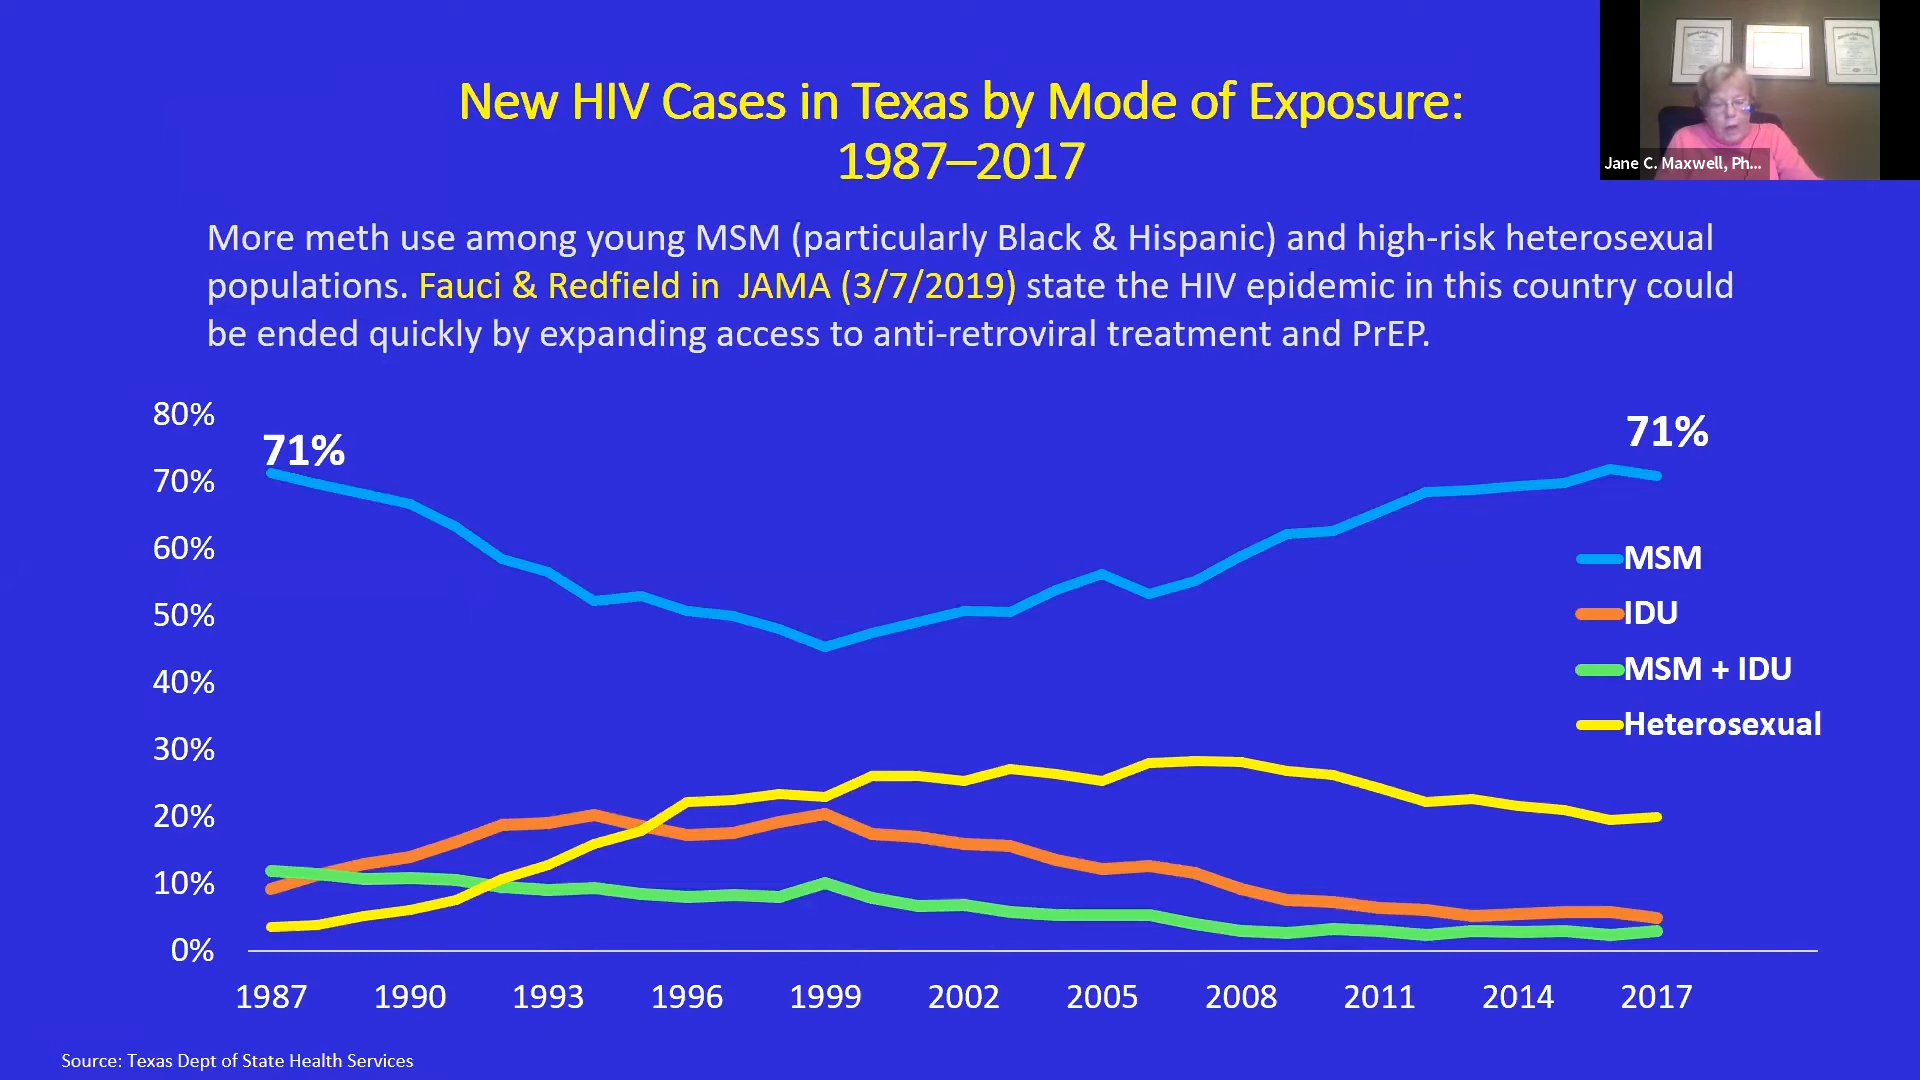 New HIV Cases in Texas by Mode of Exposure:
1987–2017
Jane C. Maxwell, Ph...
More meth use among young MSM (particularly Black & Hispanic) and high-risk heterosexual
populations. Fauci & Redfield in JAMA (3/7/2019) state the HIV epidemic in this country could
be ended quickly by expanding access to anti-retroviral treatment and PrEP.
80%
70%
60%
50%
40%
30%
20%
10%
0%
71%
71%
MSM
IDU
MSM + IDU
Heterosexual
1987 1990 1993 1996 1999 2002 2005 2008 2011 2014 2017
Source: Texas Dept of State Health Services